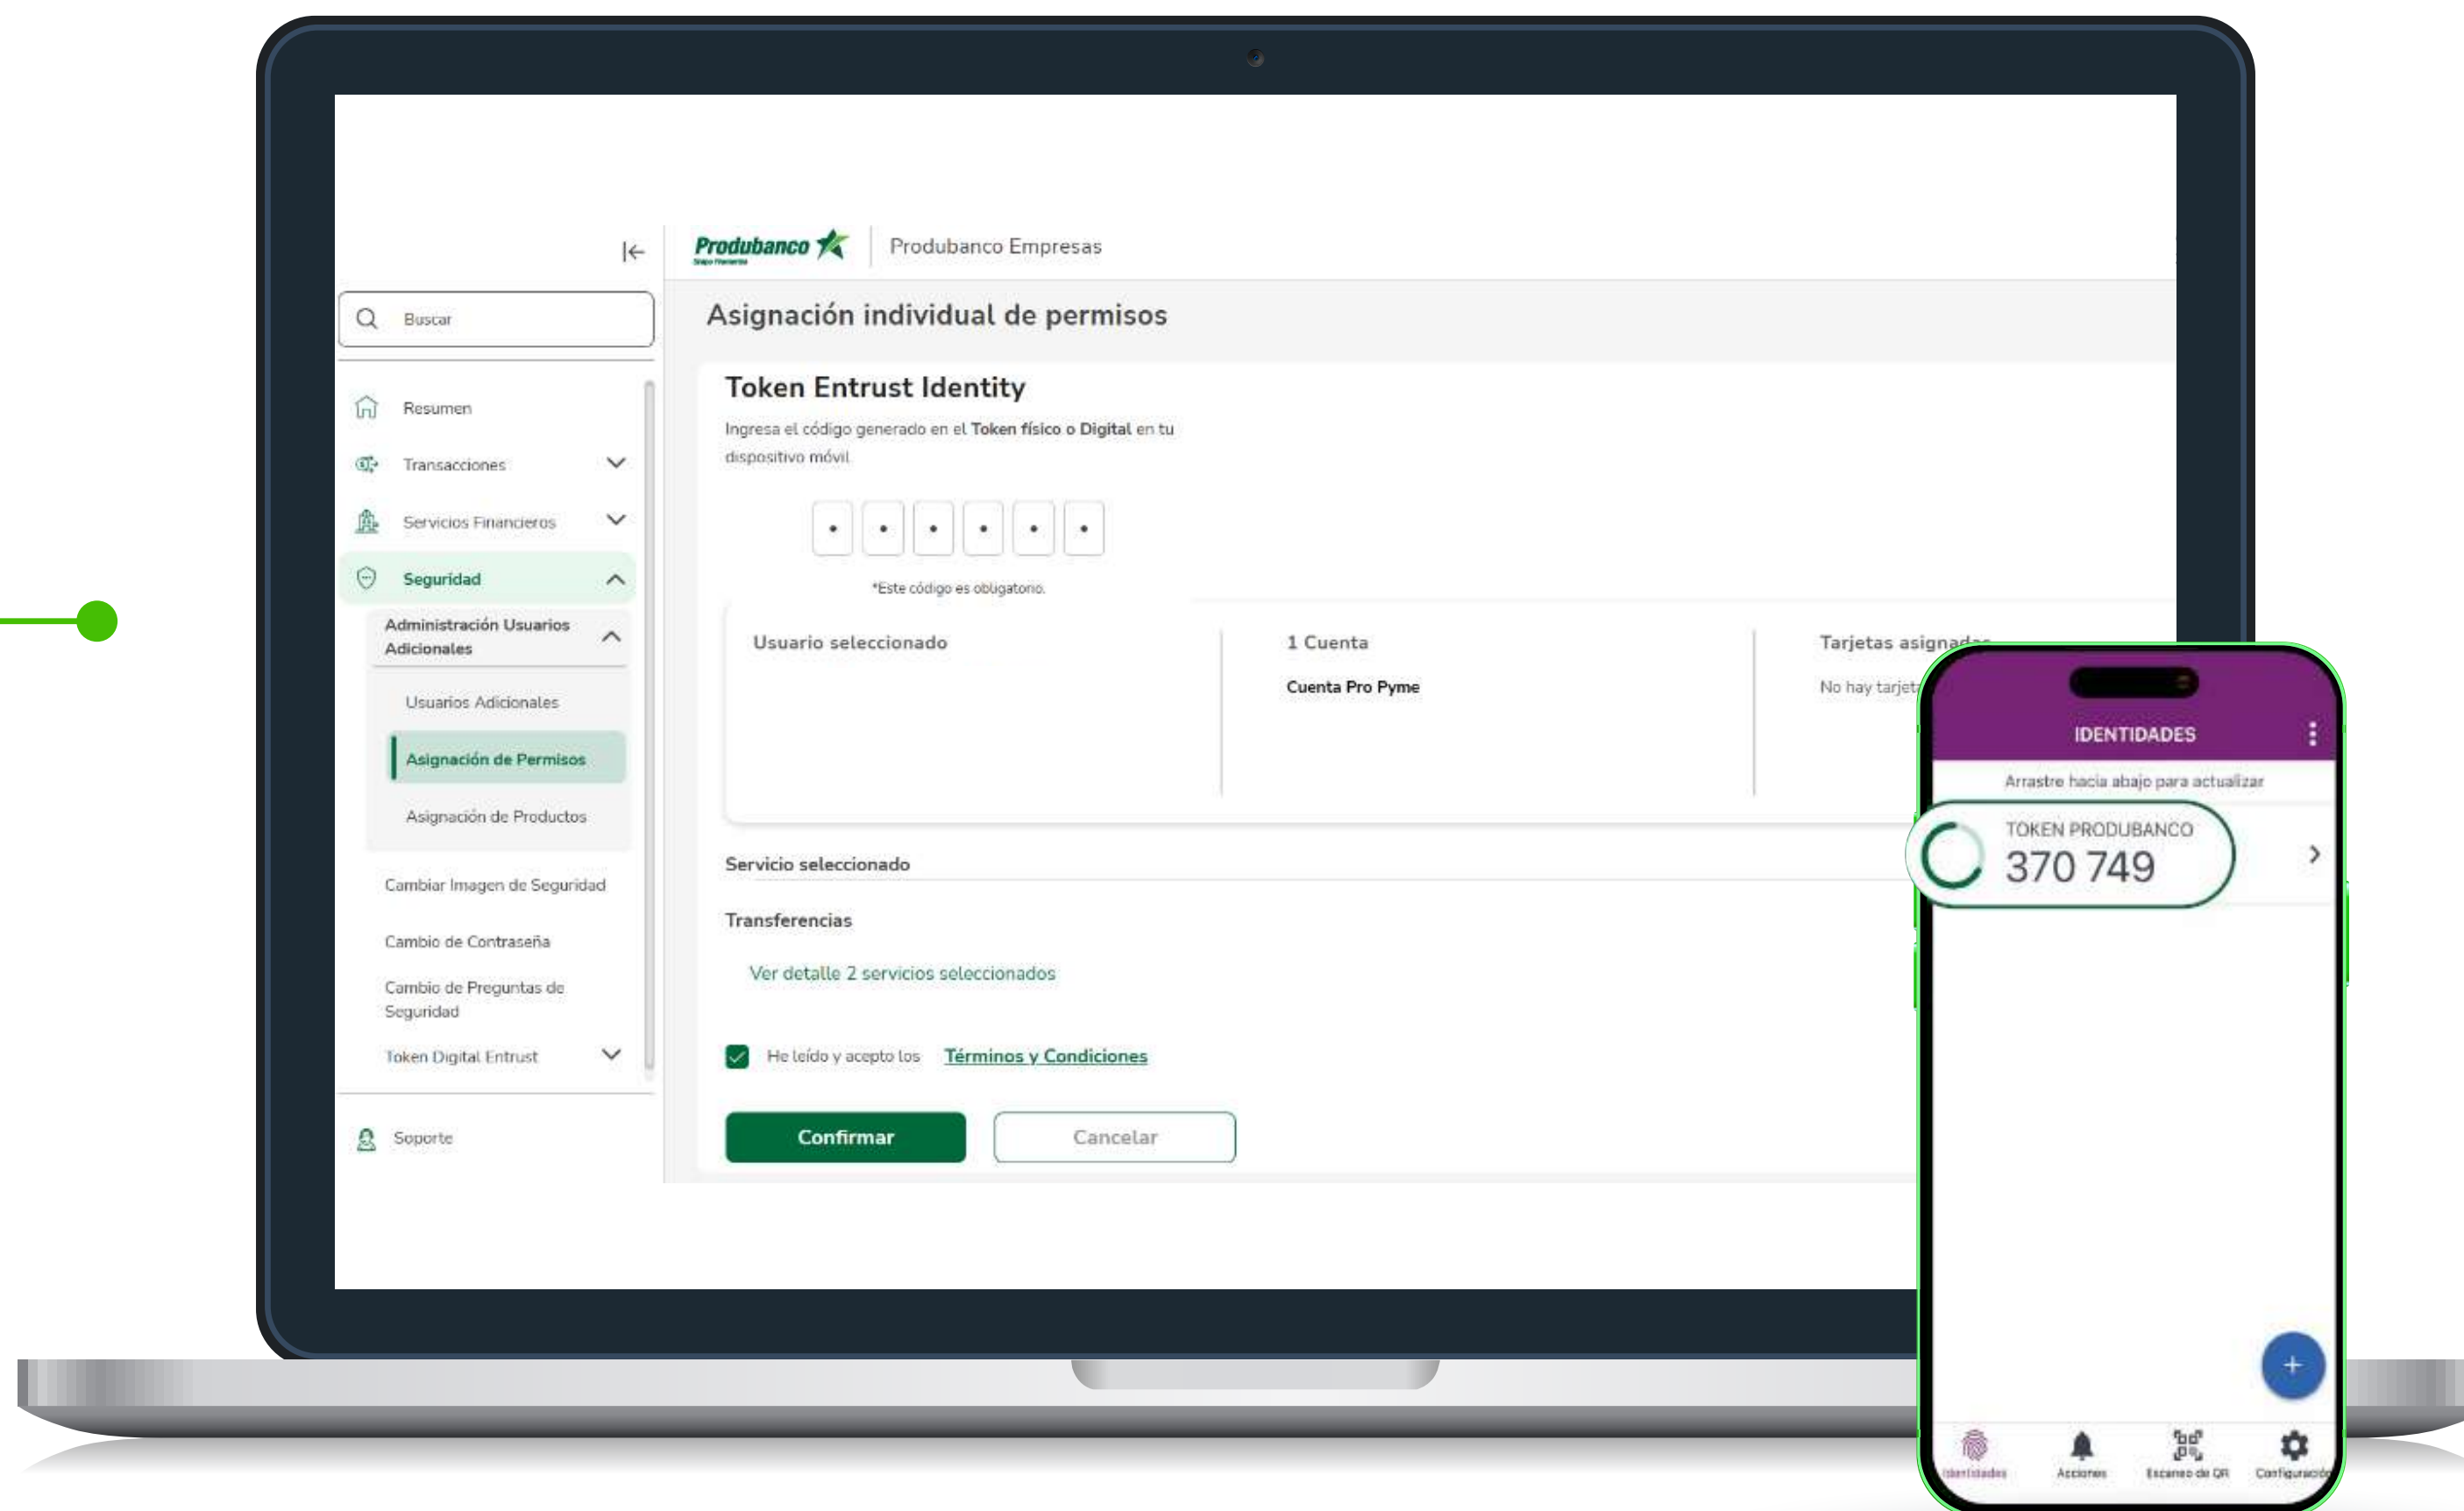 Produbanco
Produbanco Empresas
Buscar
Resumen
Transacciones
Servicios Financieros
Seguridad
Administración Usuarios
Adicionales
Usuarios Adicionales
Asignación de Permisos
Asignación de Productos
Cambiar Imagen de Seguridad
Cambio de Contraseña
Cambio de Preguntas de
Seguridad
Token Digital Entrust
Soporte
Asignación individual de permisos
Token Entrust Identity
Ingresa el código generado en el Token físico o Digital en tu
dispositivo móvil
*Este código es obligatorio.
Usuario seleccionado
1 Cuenta
Cuenta Pro Pyme
Tarjetas asignadas
No hay tarjeta
Servicio seleccionado
Transferencias
Ver detalle 2 servicios seleccionados
He leído y acepto los Términos y Condiciones
Confirmar
Cancelar
IDENTIDADES
Arrastre hacia abajo para actualizar
TOKEN PRODUBANCO
370 749
Identidades
Acciones
Escaneo de QR
Configuración